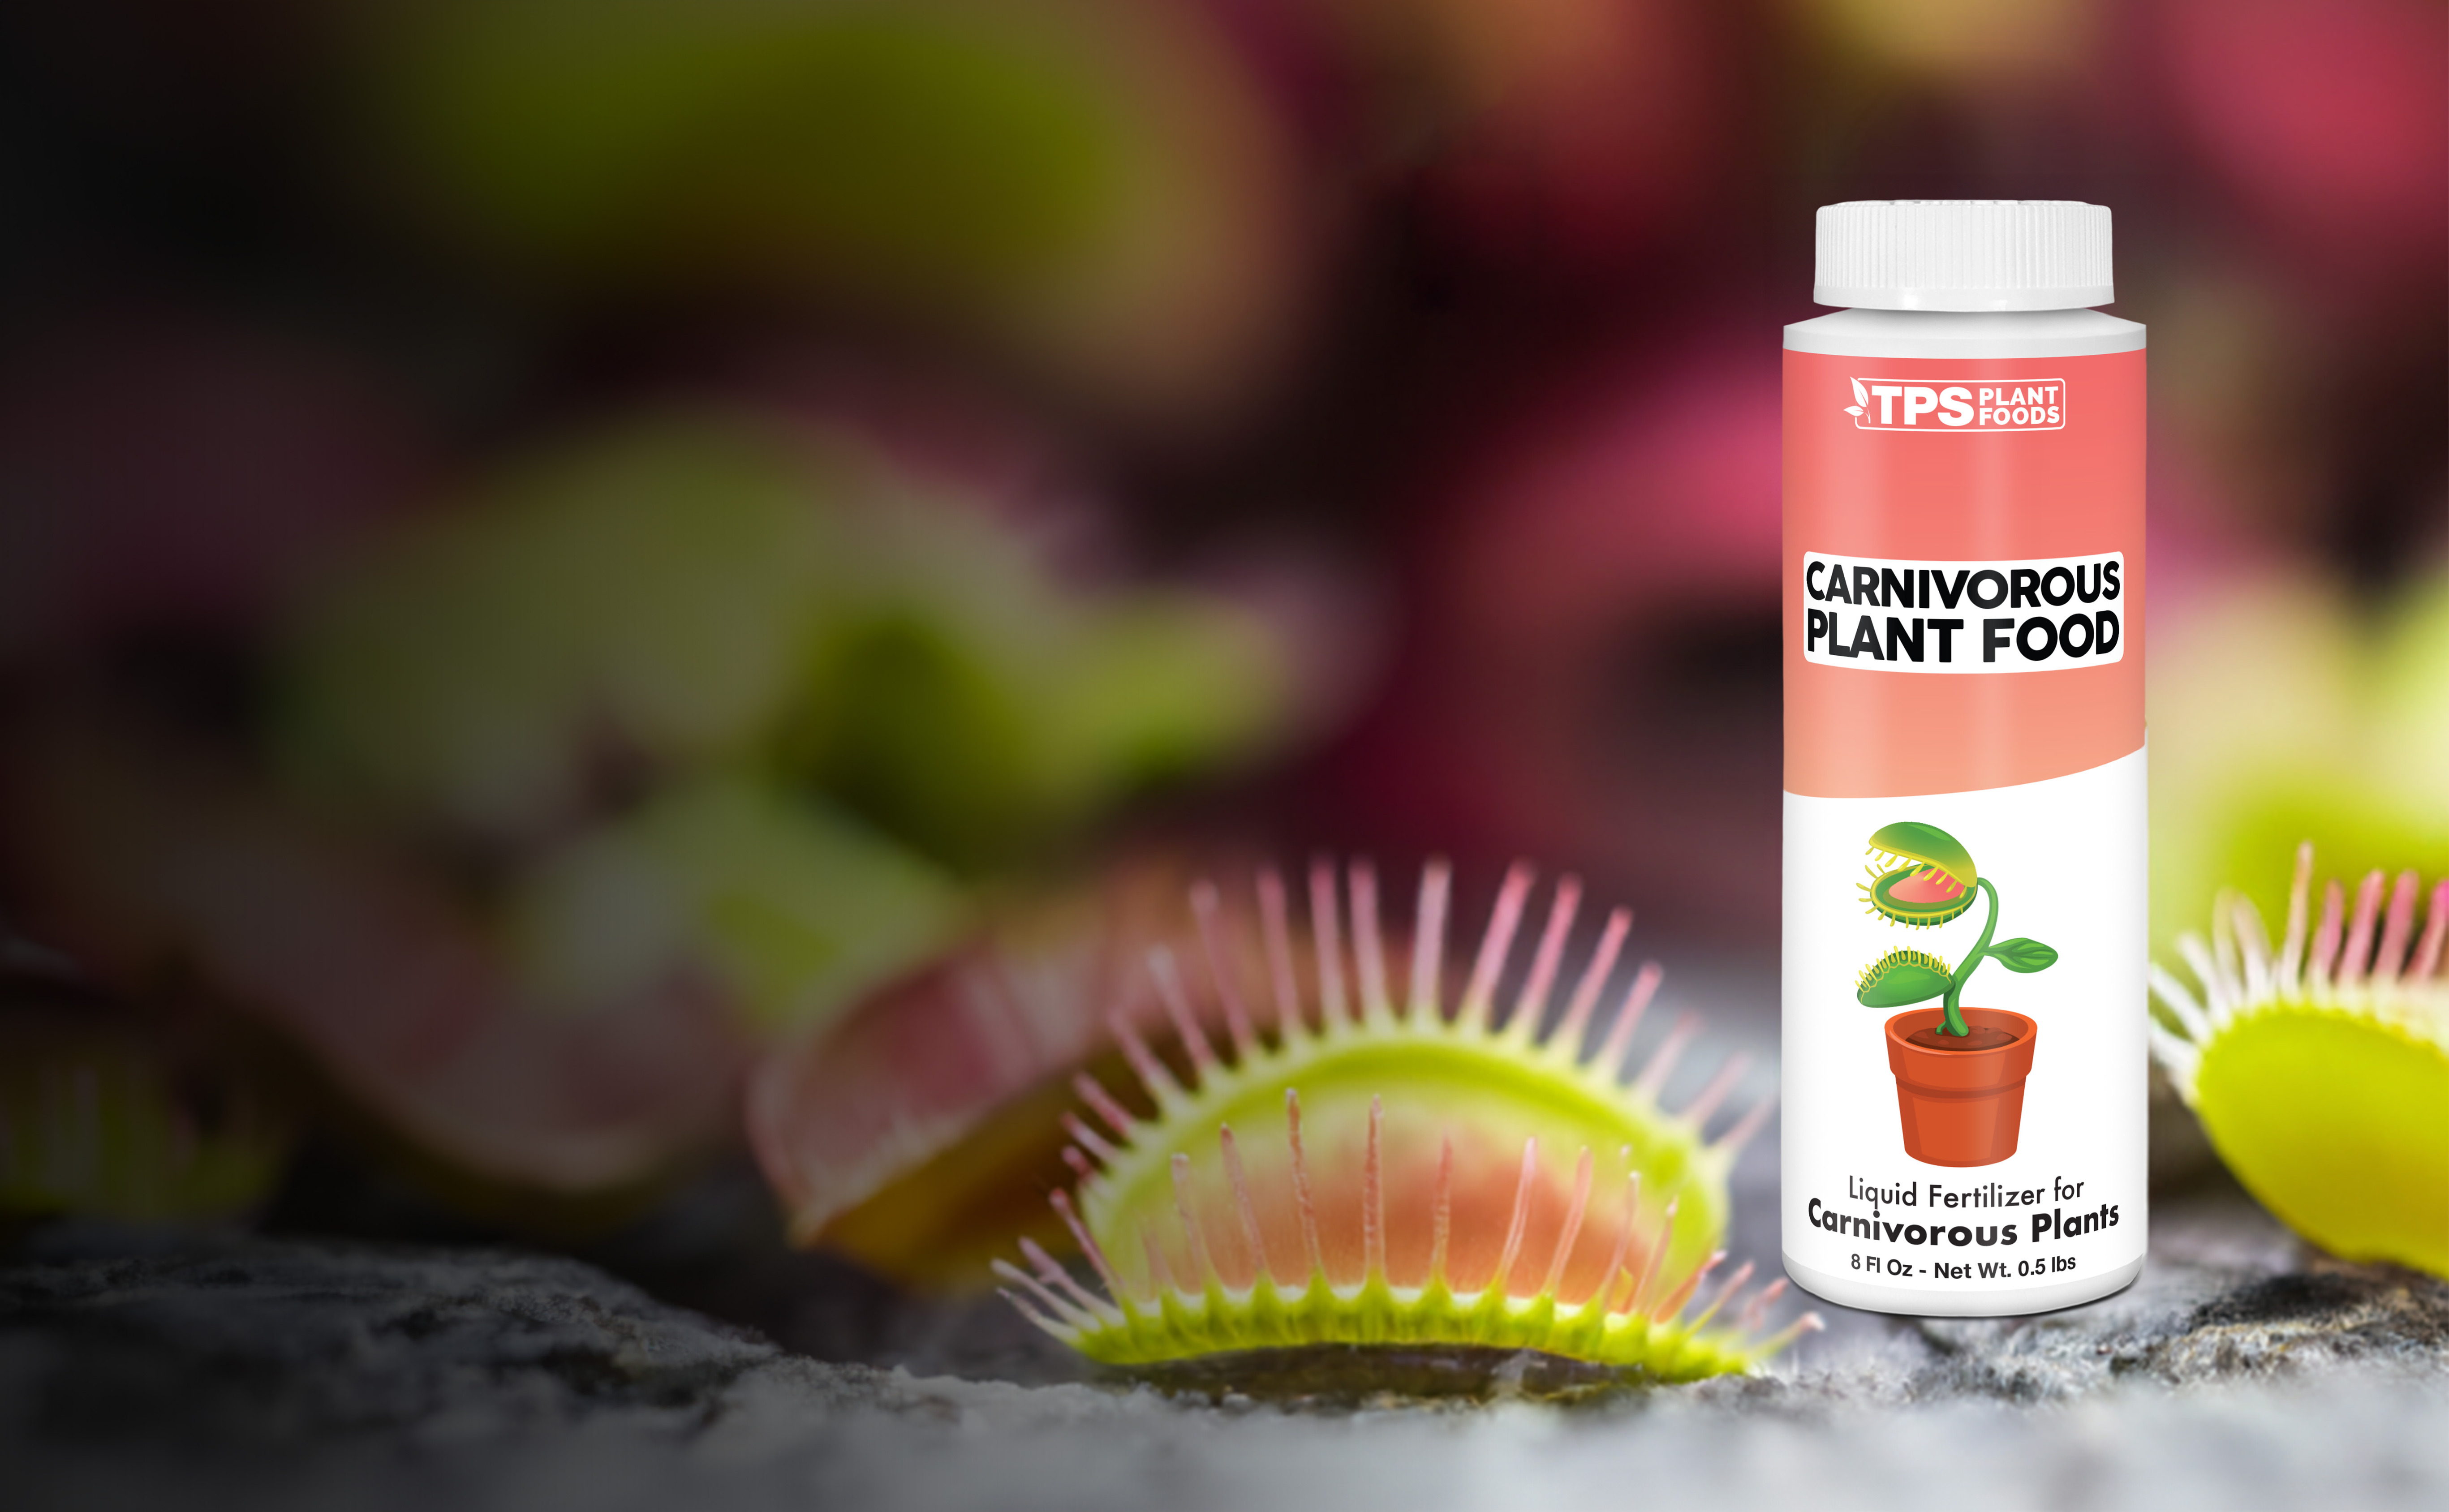 TPS PLANT FOODS
CARNIVOROUS
PLANT FOOD
Liquid Fertilizer for
Carnivorous Plants
8 Fl Oz - Net Wt. 0.5 lbs